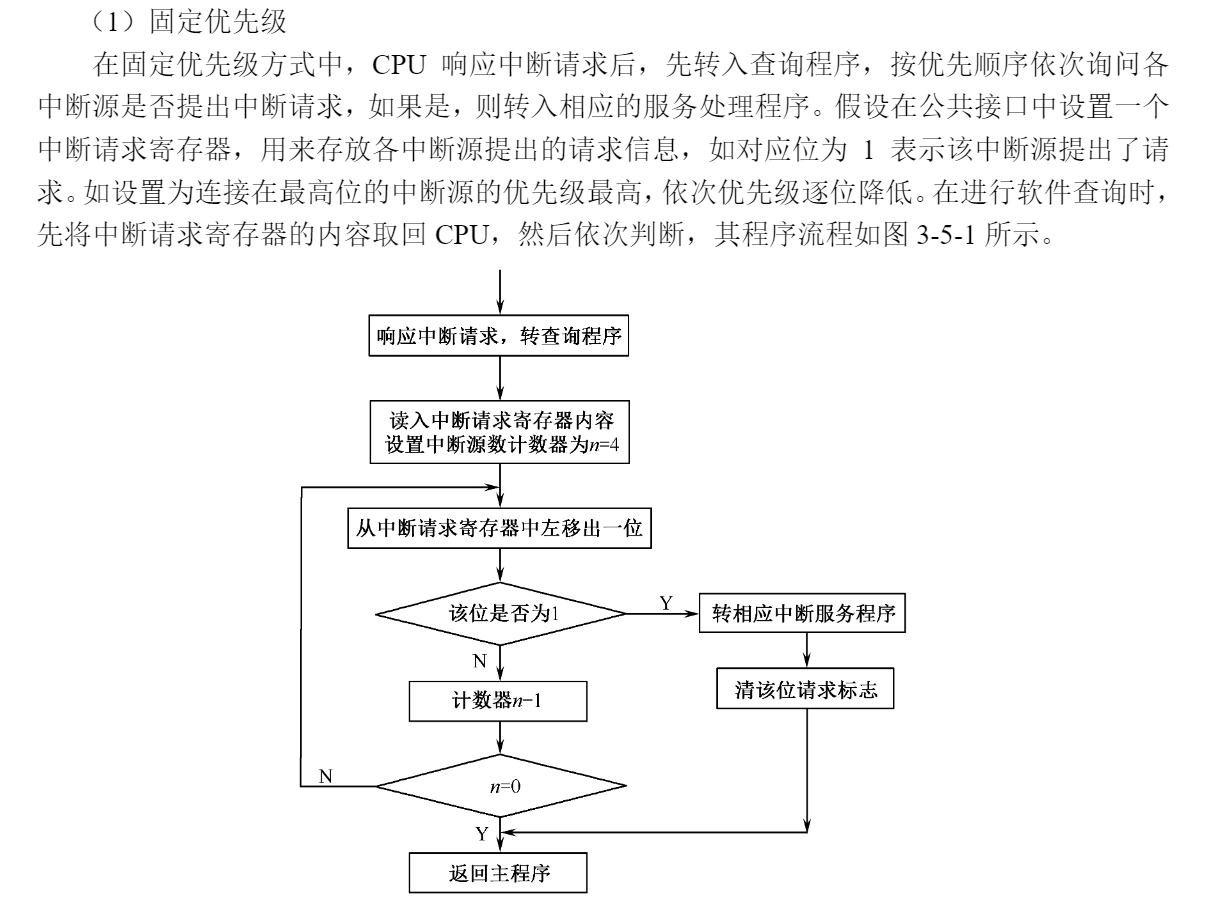 （1）固定优先级
在固定优先级方式中，CPU 响应中断请求后，先转入查询程序，按优先顺序依次询问各
中断源是否提出中断请求，如果是，则转入相应的服务处理程序。假设在公共接口中设置一个
中断请求寄存器，用来存放各中断源提出的请求信息，如对应位为 1 表示该中断源提出了请
求。如设置为连接在最高位的中断源的优先级最高，依次优先级逐位降低。在进行软件查询时，
先将中断请求寄存器的内容取回 CPU，然后依次判断，其程序流程如图 3-5-1 所示。
响应中断请求，转查询程序
读入中断请求寄存器内容
设置中断源数计数器为n=4
从中断请求寄存器中左移出一位
该位是否为1
Y
转相应中断服务程序
N
清该位请求标志
计数器n-1
N
n=0
Y
返回主程序